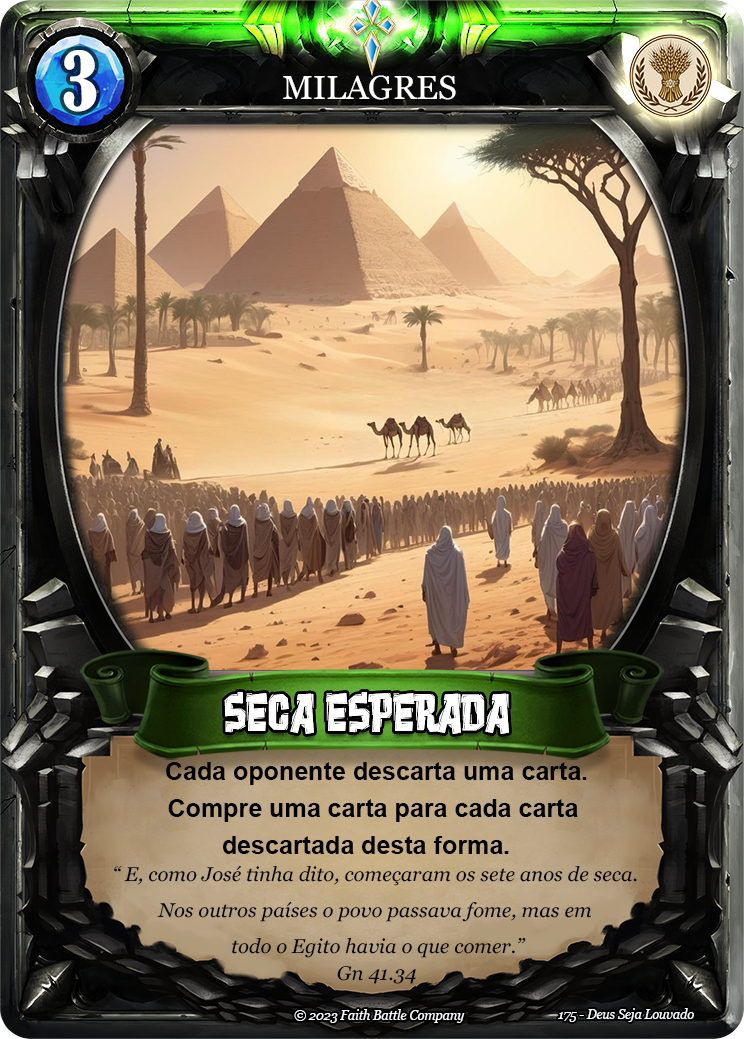 3
MILAGRES
SECA ESPERADA
Cada oponente descarta uma carta.
Compre uma carta para cada carta
descartada desta forma.
“ E, como José tinha dito, começaram os sete anos de seca.
Nos outros países o povo passava fome, mas em
todo o Egito havia o que comer.”
Gn 41.34
© 2023 Faith Battle Company
175 - Deus Seja Louvado